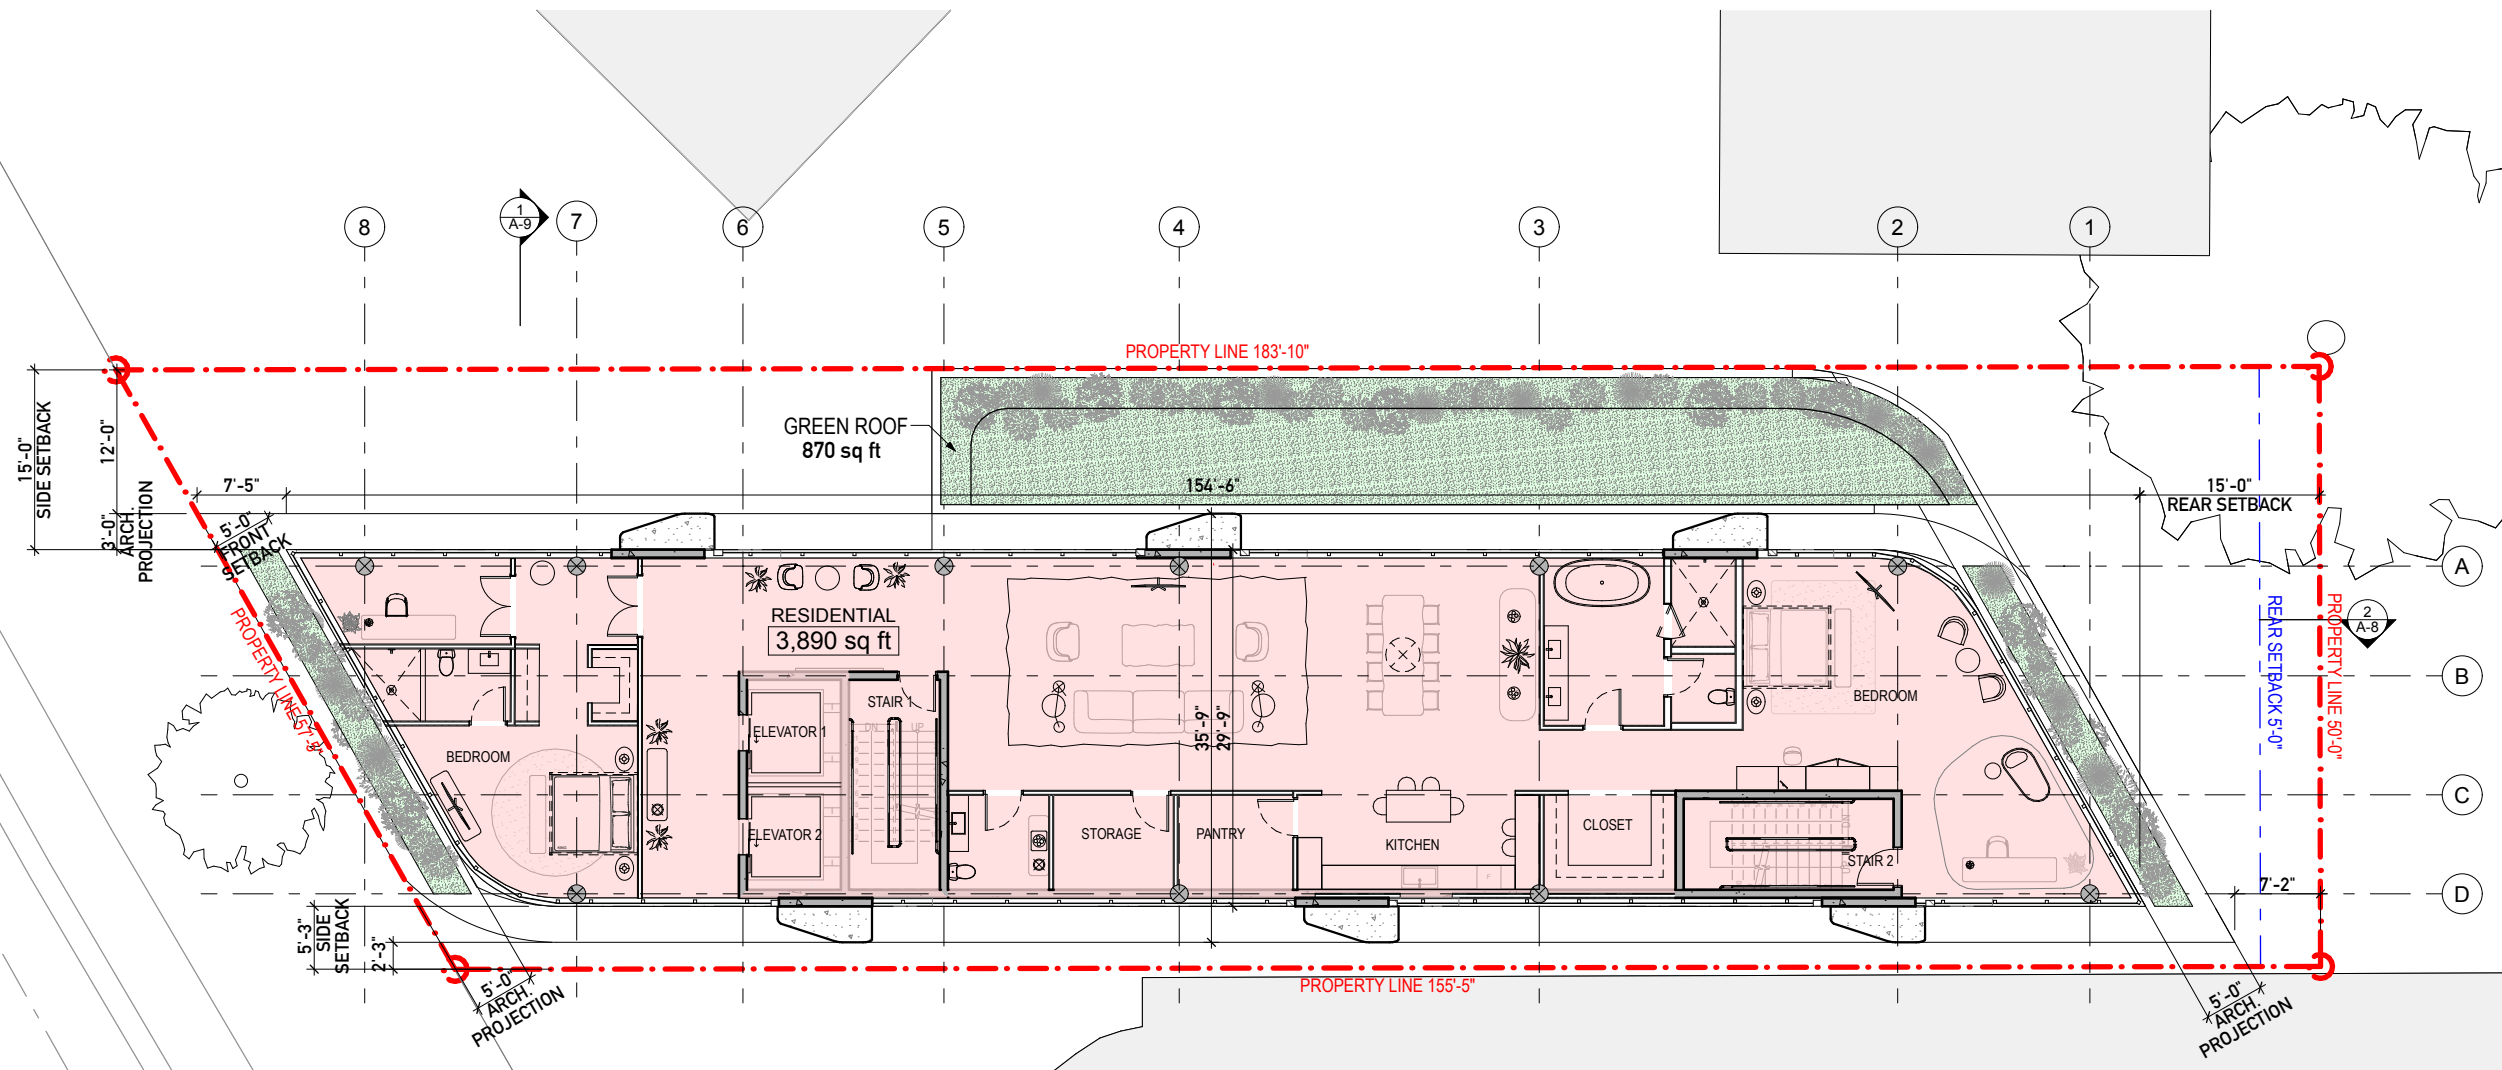 8
1
A-9
7
6
5
4
3
2
1
PROPERTY LINE 183'-10"
15'-0"
SIDE SETBACK
12'-0"
3'-0"
ARCH.
PROJECTION
7'-5"
5'-0"
FRONT
SETBACK
GREEN ROOF
870 sq ft
154'-6"
15'-0"
REAR SETBACK
A
2
A-8
B
C
D
PROPERTY LINE 50'-0"
REAR SETBACK 5'-0"
PROPERTY LINE 57'-8"
RESIDENTIAL
3,890 sq ft
STAIR 1
DN
UP
ELEVATOR 1
ELEVATOR 2
BEDROOM
35'-9"
29'-9"
BEDROOM
STORAGE
PANTRY
KITCHEN
F
CLOSET
STAIR 2
DN
UP
7'-2"
5'-3"
SIDE
SETBACK
2'-3"
5'-0"
ARCH.
PROJECTION
PROPERTY LINE 155'-5"
5'-0"
ARCH.
PROJECTION